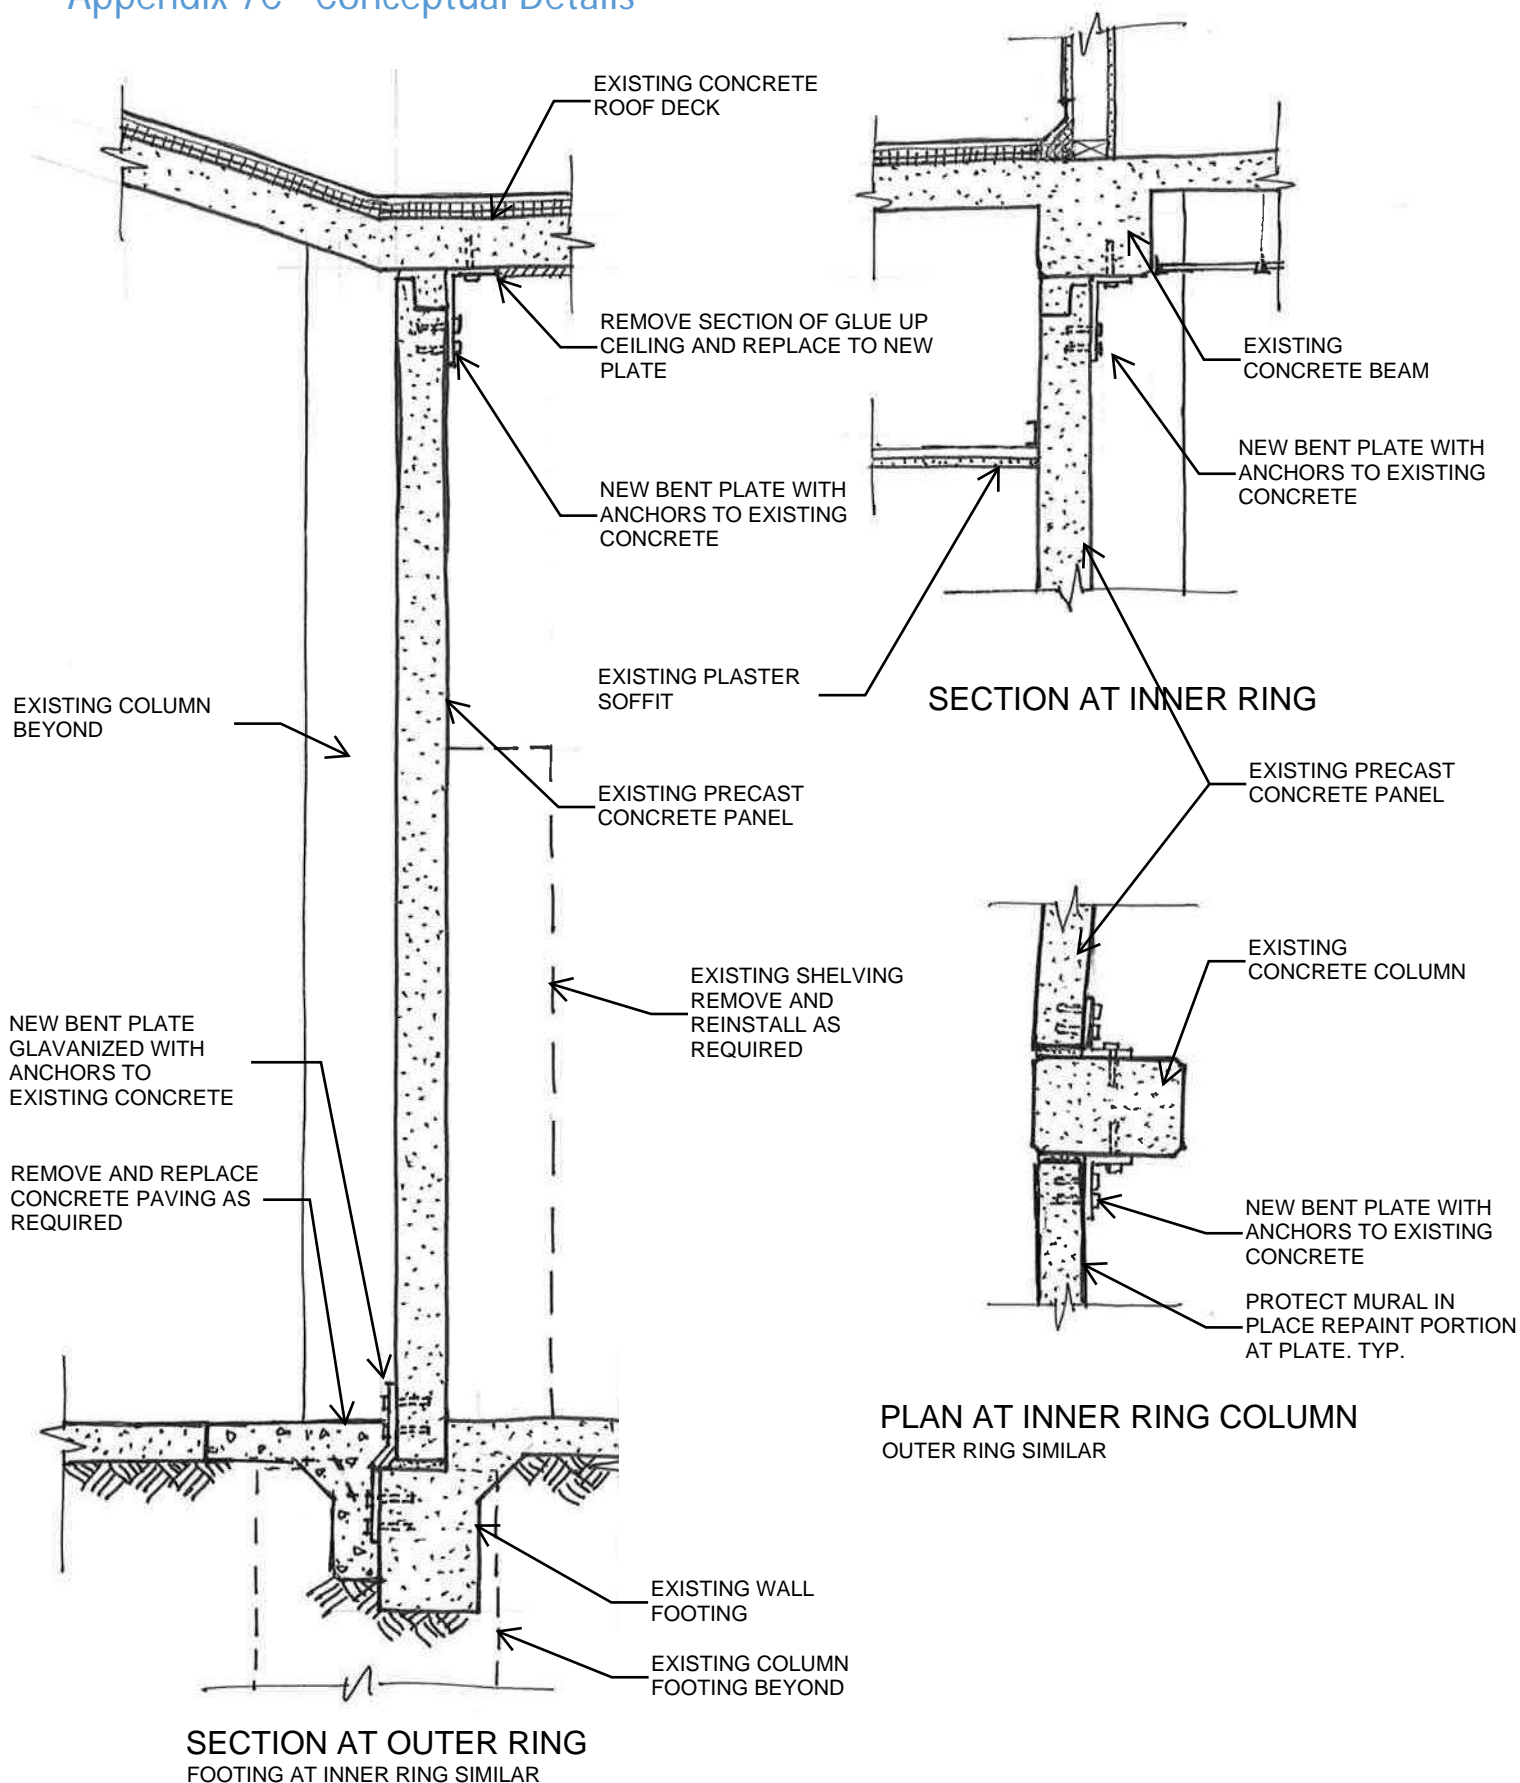 Appendix 7C - Conceptual Details
EXISTING CONCRETE
ROOF DECK
REMOVE SECTION OF GLUE UP
CEILING AND REPLACE TO NEW
PLATE
NEW BENT PLATE WITH
ANCHORS TO EXISTING
CONCRETE
EXISTING COLUMN
BEYOND
EXISTING PRECAST
CONCRETE PANEL
EXISTING SHELVING
REMOVE AND
REINSTALL AS
REQUIRED
NEW BENT PLATE
GLAVANIZED WITH
ANCHORS TO
EXISTING CONCRETE
REMOVE AND REPLACE
CONCRETE PAVING AS
REQUIRED
EXISTING WALL
FOOTING
EXISTING COLUMN
FOOTING BEYOND
SECTION AT OUTER RING
FOOTING AT INNER RING SIMILAR
EXISTING
CONCRETE BEAM
NEW BENT PLATE WITH
ANCHORS TO EXISTING
CONCRETE
EXISTING PLASTER
SOFFIT
SECTION AT INNER RING
EXISTING PRECAST
CONCRETE PANEL
EXISTING
CONCRETE COLUMN
NEW BENT PLATE WITH
ANCHORS TO EXISTING
CONCRETE
PROTECT MURAL IN
PLACE REPAINT PORTION
AT PLATE. TYP.
PLAN AT INNER RING COLUMN
OUTER RING SIMILAR